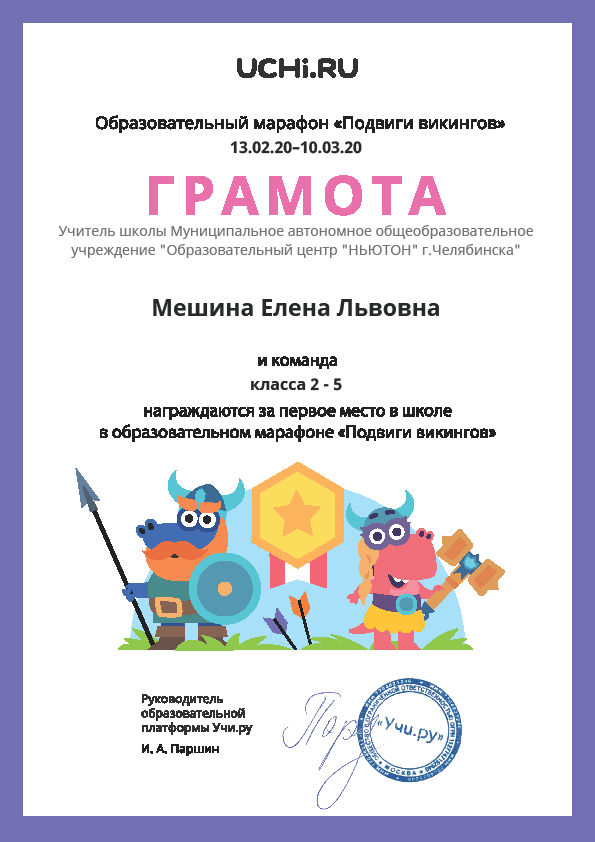 UCHi.RU
Образовательный марафон «Подвиги викингов»
13.02.20–10.03.20
ГРАМОТА
Учитель школы Муниципальное автономное общеобразовательное
учреждение "Образовательный центр "НЬЮТОН" г.Челябинска"
Мешина Елена Львовна
и команда
класса 2 - 5
награждаются за первое место в школе
в образовательном марафоне «Подвиги викингов»
Руководитель
образовательной
платформы Учи.ру
И. А. Паршин
«Учи.ру»
МОСКВА